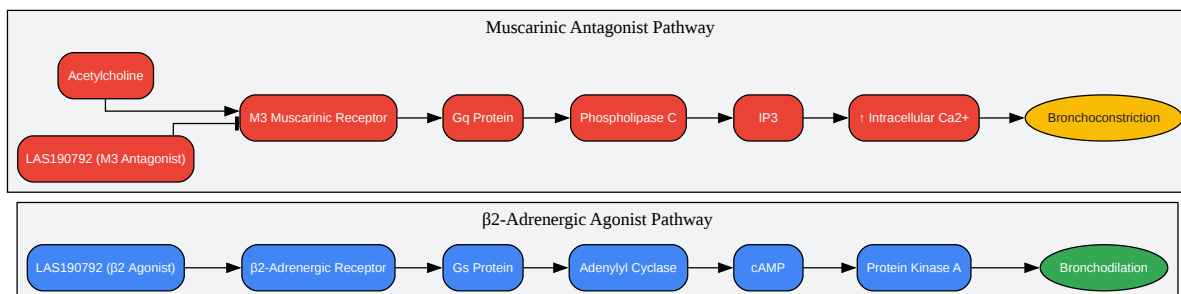 Muscarinic Antagonist Pathway
Acetylcholine
LAS190792 (M3 Antagonist)
M3 Muscarinic Receptor
Gq Protein
Phospholipase C
IP3
↑ Intracellular Ca2+
Bronchoconstriction
β2-Adrenergic Agonist Pathway
LAS190792 (β2 Agonist)
β2-Adrenergic Receptor
Gs Protein
Adenylyl Cyclase
cAMP
Protein Kinase A
Bronchodilation